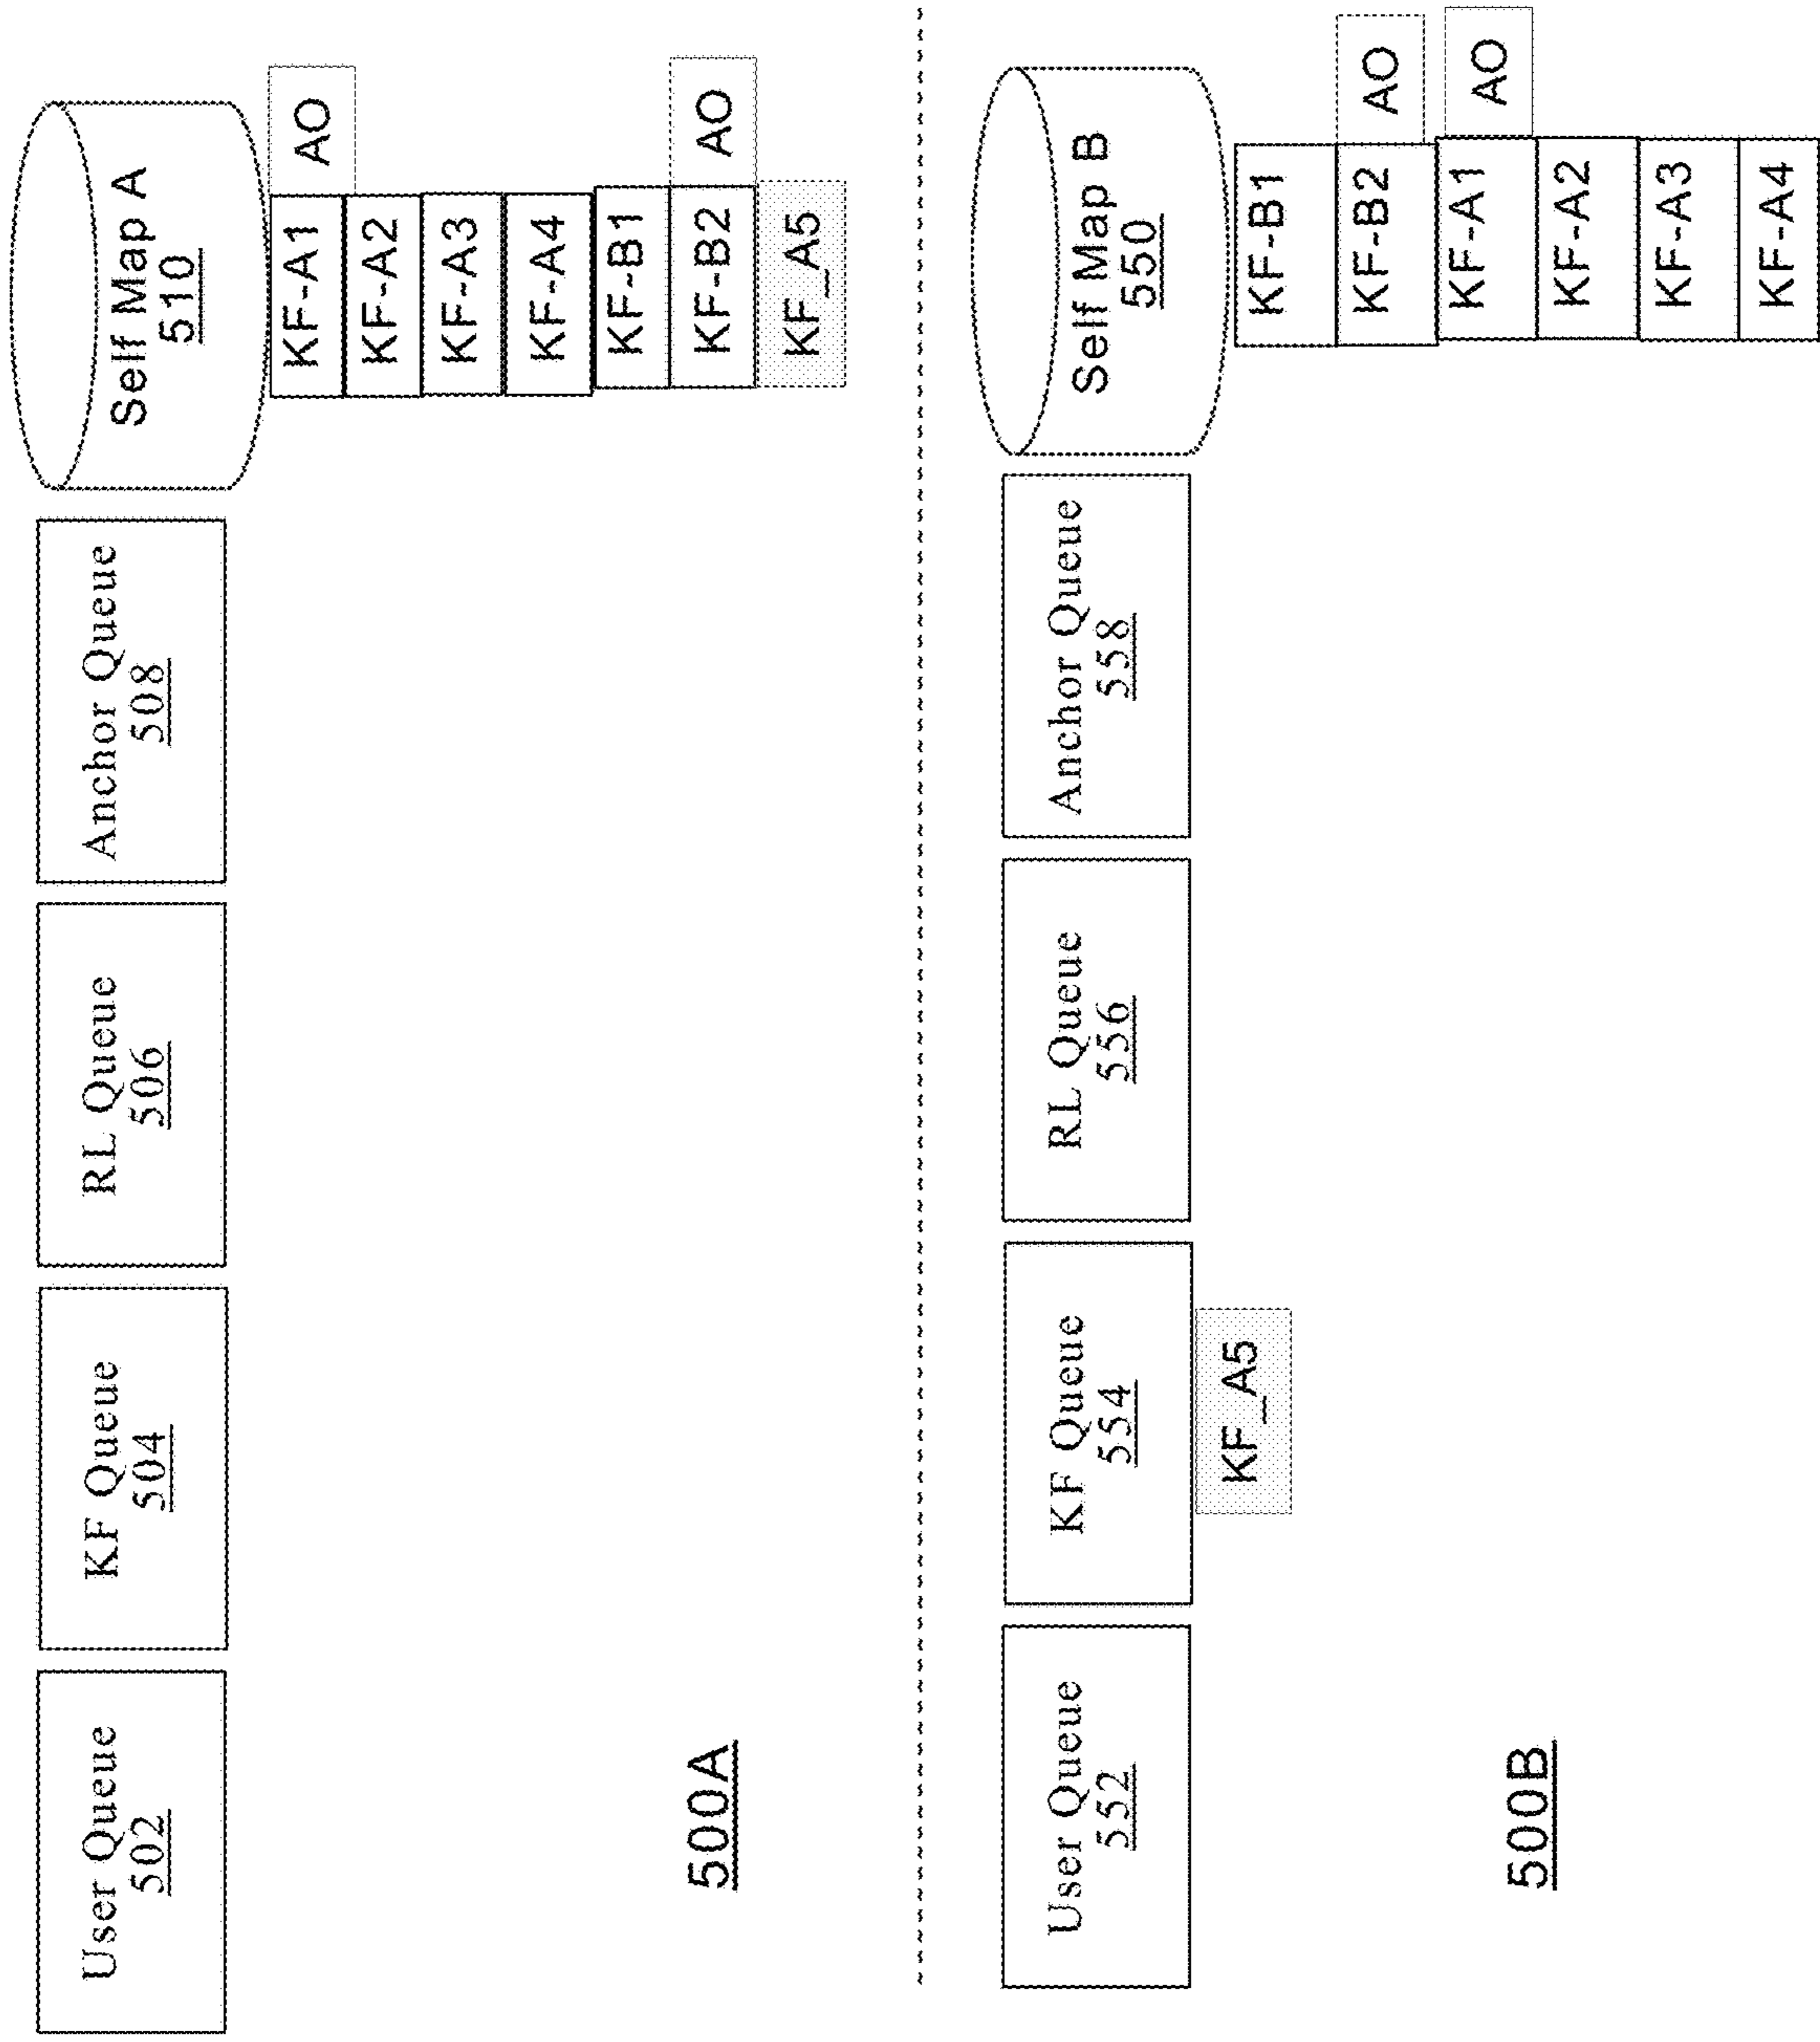 User Queue
502
KF Queue
504
RL Queue
506
Anchor Queue
508
Self Map A
510
KF-A1
AO
KF-A2
KF-A3
KF-A4
KF-B1
KF-B2
AO
KF_A5
500A
User Queue
552
KF Queue
554
KF_A5
RL Queue
556
Anchor Queue
558
Self Map B
550
KF-B1
KF-B2
AO
KF-A1
AO
KF-A2
KF-A3
KF-A4
500B